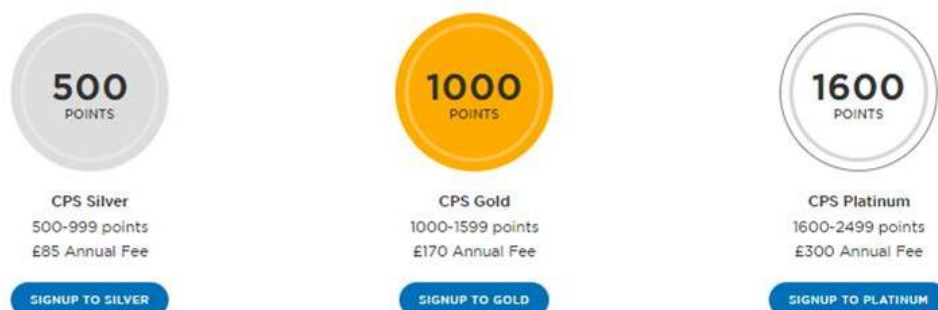 500
POINTS
CPS Silver
500-999 points
£85 Annual Fee
SIGNUP TO SILVER
1000
POINTS
CPS Gold
1000-1599 points
£170 Annual Fee
SIGNUP TO GOLD
1600
POINTS
CPS Platinum
1600-2499 points
£300 Annual Fee
SIGNUP TO PLATINUM